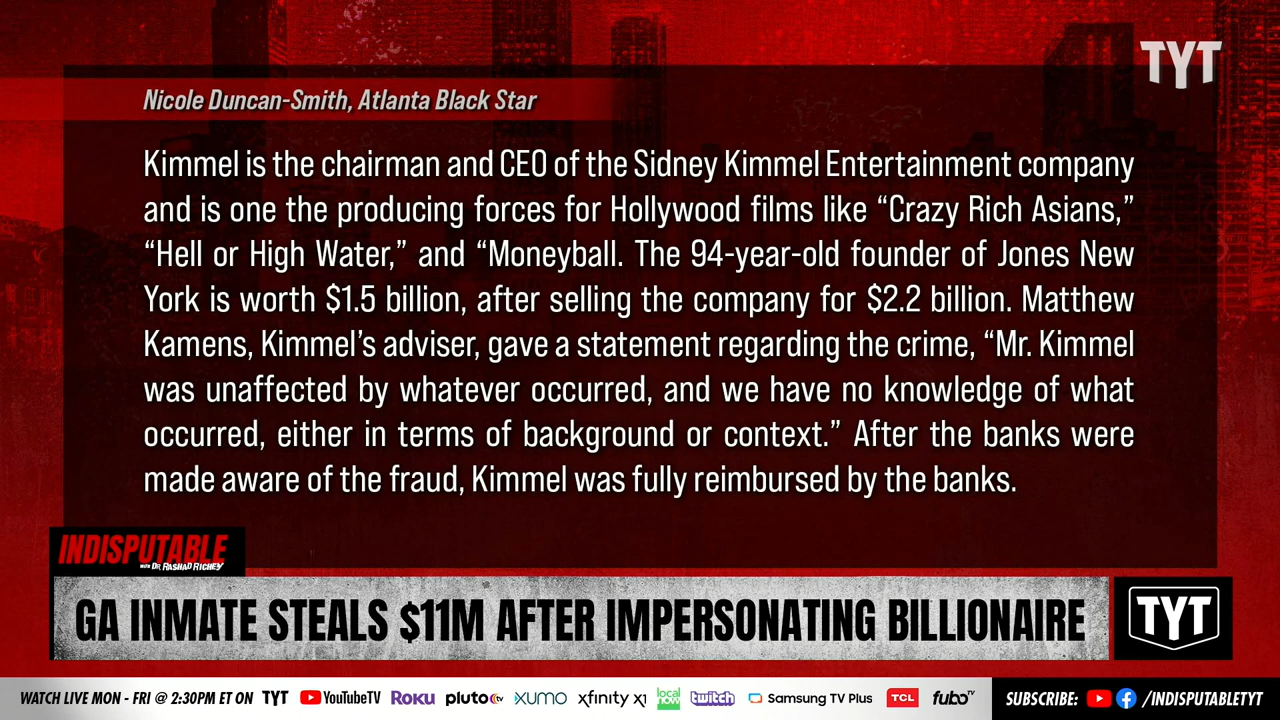 TYT
Nicole Duncan-Smith, Atlanta Black Star
Kimmel is the chairman and CEO of the Sidney Kimmel Entertainment company
and is one the producing forces for Hollywood films like “Crazy Rich Asians,”
“Hell or High Water,” and “Moneyball. The 94-year-old founder of Jones New
York is worth $1.5 billion, after selling the company for $2.2 billion. Matthew
Kamens, Kimmel’s adviser, gave a statement regarding the crime, “Mr. Kimmel
was unaffected by whatever occurred, and we have no knowledge of what
occurred, either in terms of background or context.” After the banks were
made aware of the fraud, Kimmel was fully reimbursed by the banks.
INDISPUTABLE
WITH DR. RASHAD RICHEY
GA INMATE STEALS $11M AFTER IMPERSONATING BILLIONAIRE
TYT
WATCH LIVE MON - FRI @ 2:30PM ET ON TYT YouTubeTV ROKU pluto tv XUMO xfinity x1 local now twitch SAMSUNG TV Plus TCL fubo TV SUBSCRIBE: /INDISPUTABLETYT